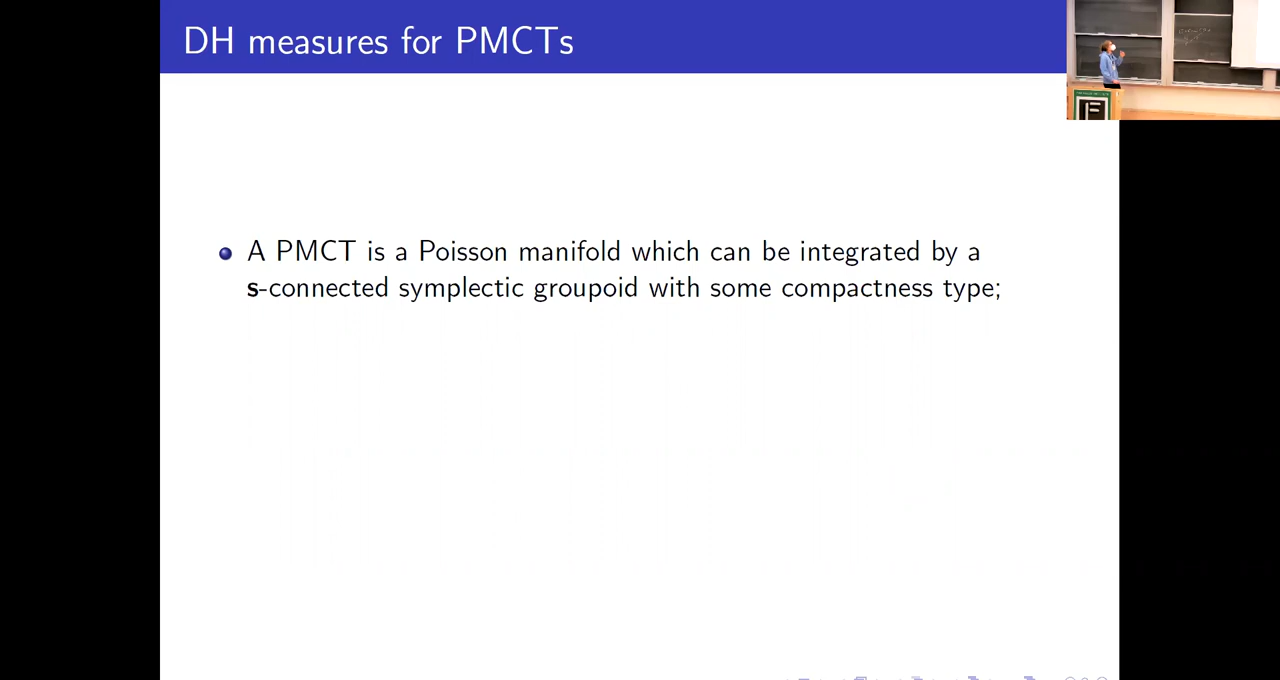 DH measures for PMCTs
A PMCT is a Poisson manifold which can be integrated by a
s-connected symplectic groupoid with some compactness type;